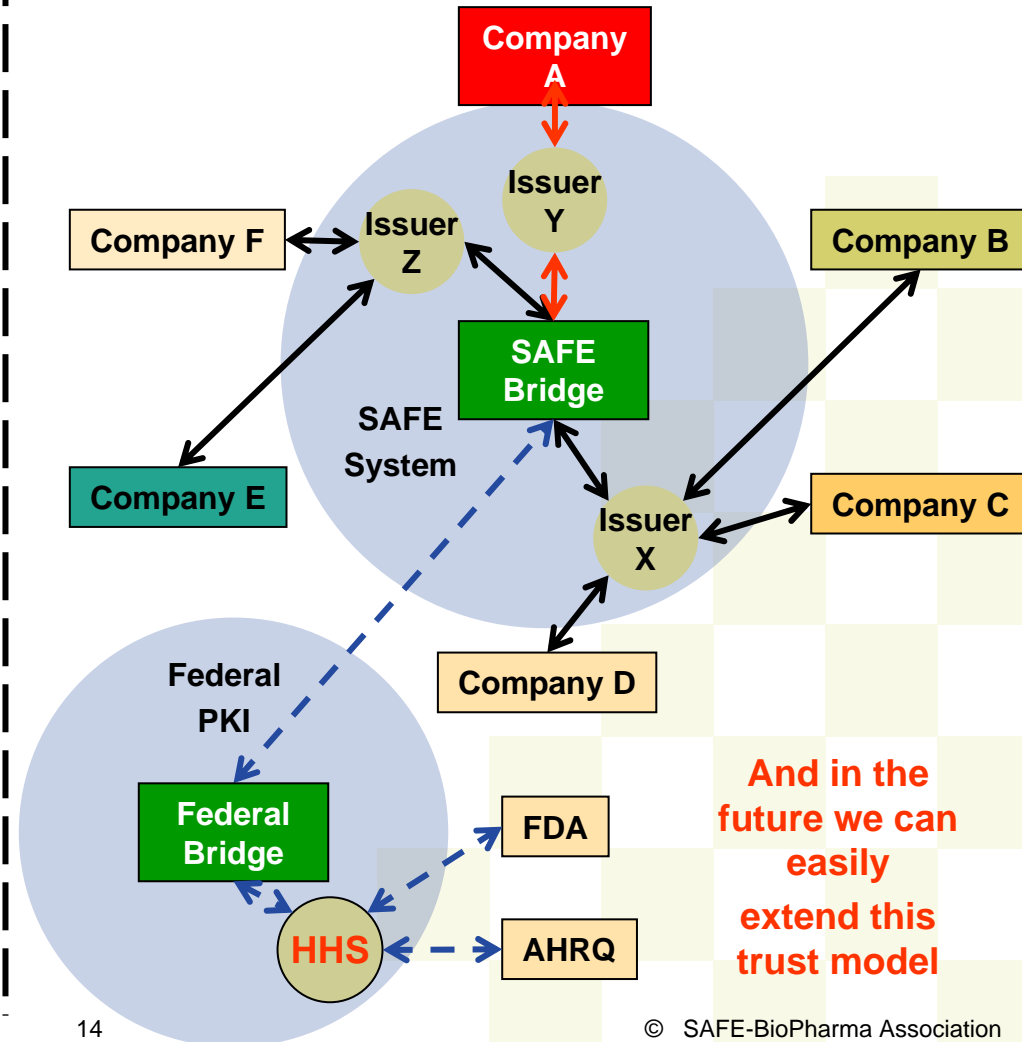 Company
A
Issuer
Y
Issuer
Z
Company F
Company B
SAFE
Bridge
SAFE
System
Company E
Company C
Issuer
X
Company D
Federal
PKI
Federal
Bridge
FDA
HHS
AHRQ
And in the
future we can
easily
extend this
trust model
14
© SAFE-BioPharma Association